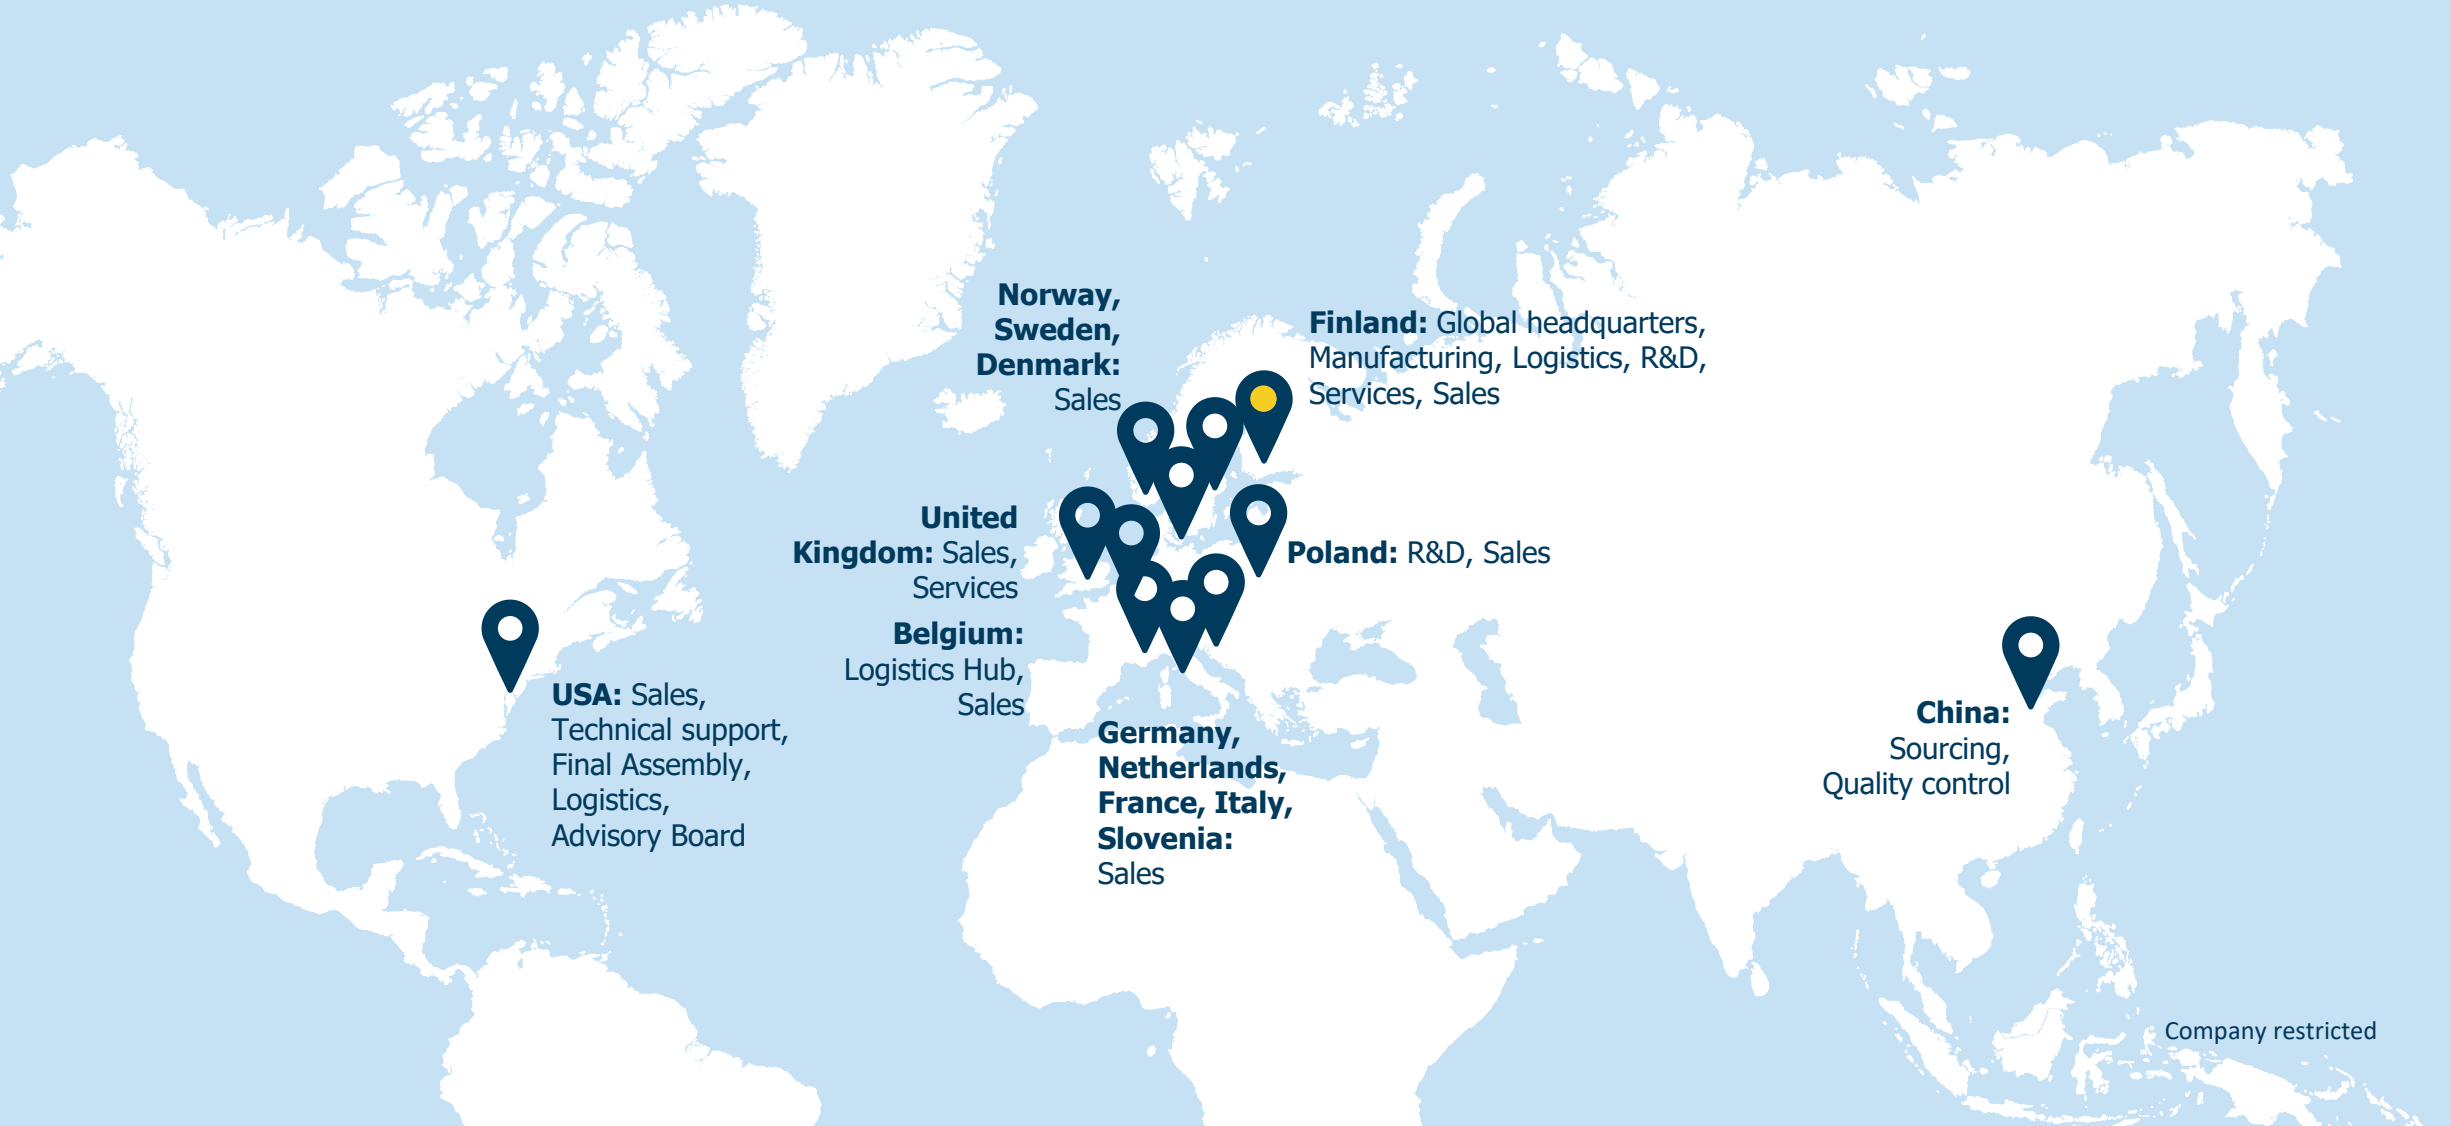 Norway,
Sweden,
Denmark:
Sales
Finland: Global headquarters,
Manufacturing, Logistics, R&D,
Services, Sales
United
Kingdom: Sales,
Services
Poland: R&D, Sales
Belgium:
Logistics Hub,
Sales
USA: Sales,
Technical support,
Final Assembly,
Logistics,
Advisory Board
Germany,
Netherlands,
France, Italy,
Slovenia:
Sales
China:
Sourcing,
Quality control
Company restricted